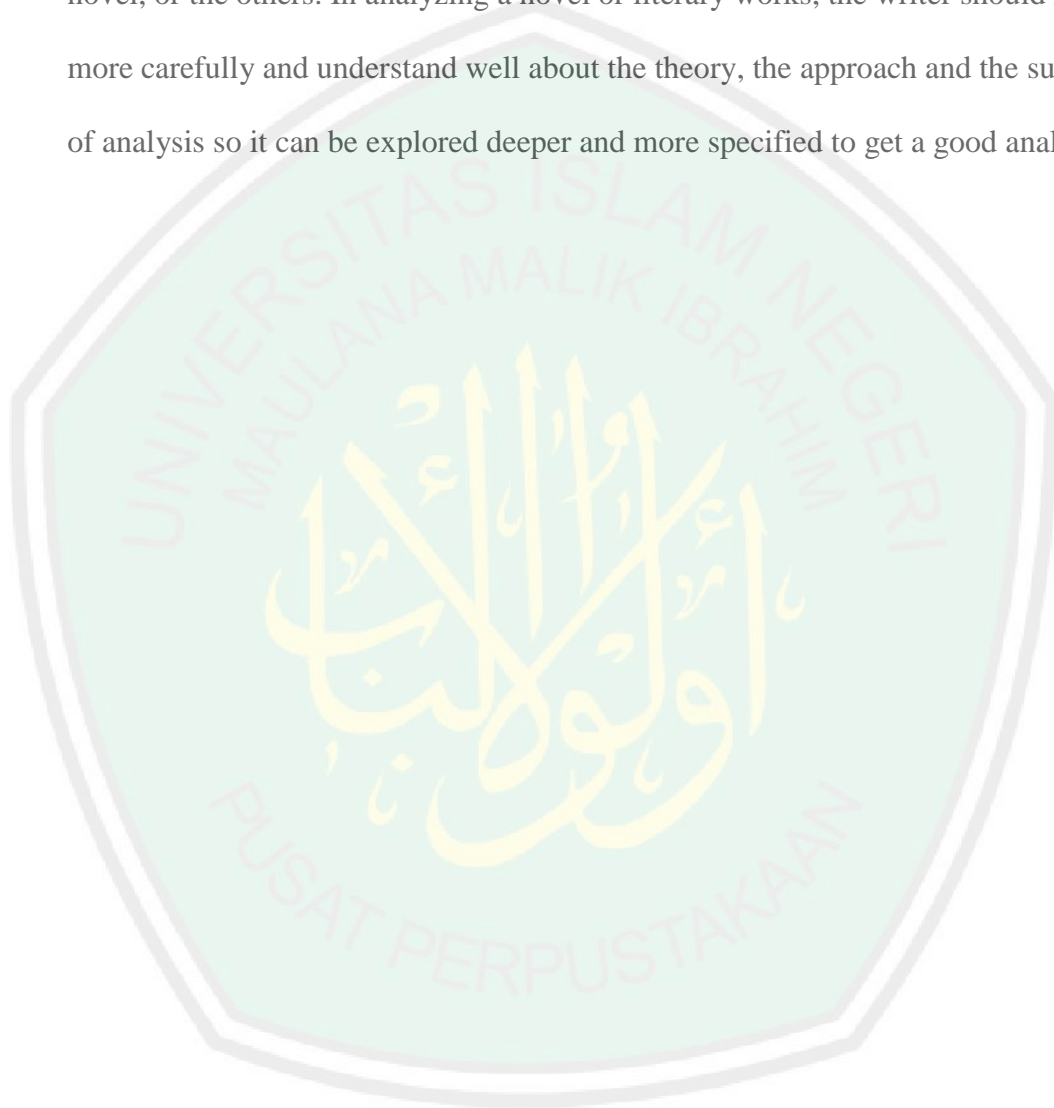 novel, or the others. In analyzing a novel or literary works, the writer should
more carefully and understand well about the theory, the approach and the su
of analysis so it can be explored deeper and more specified to get a good anal
UNIVERSITAS ISLAM NEGERI
MAULANA MALIK IBRAHIM
أولوا الألباب
PUSAT PERPUSTAKAAN